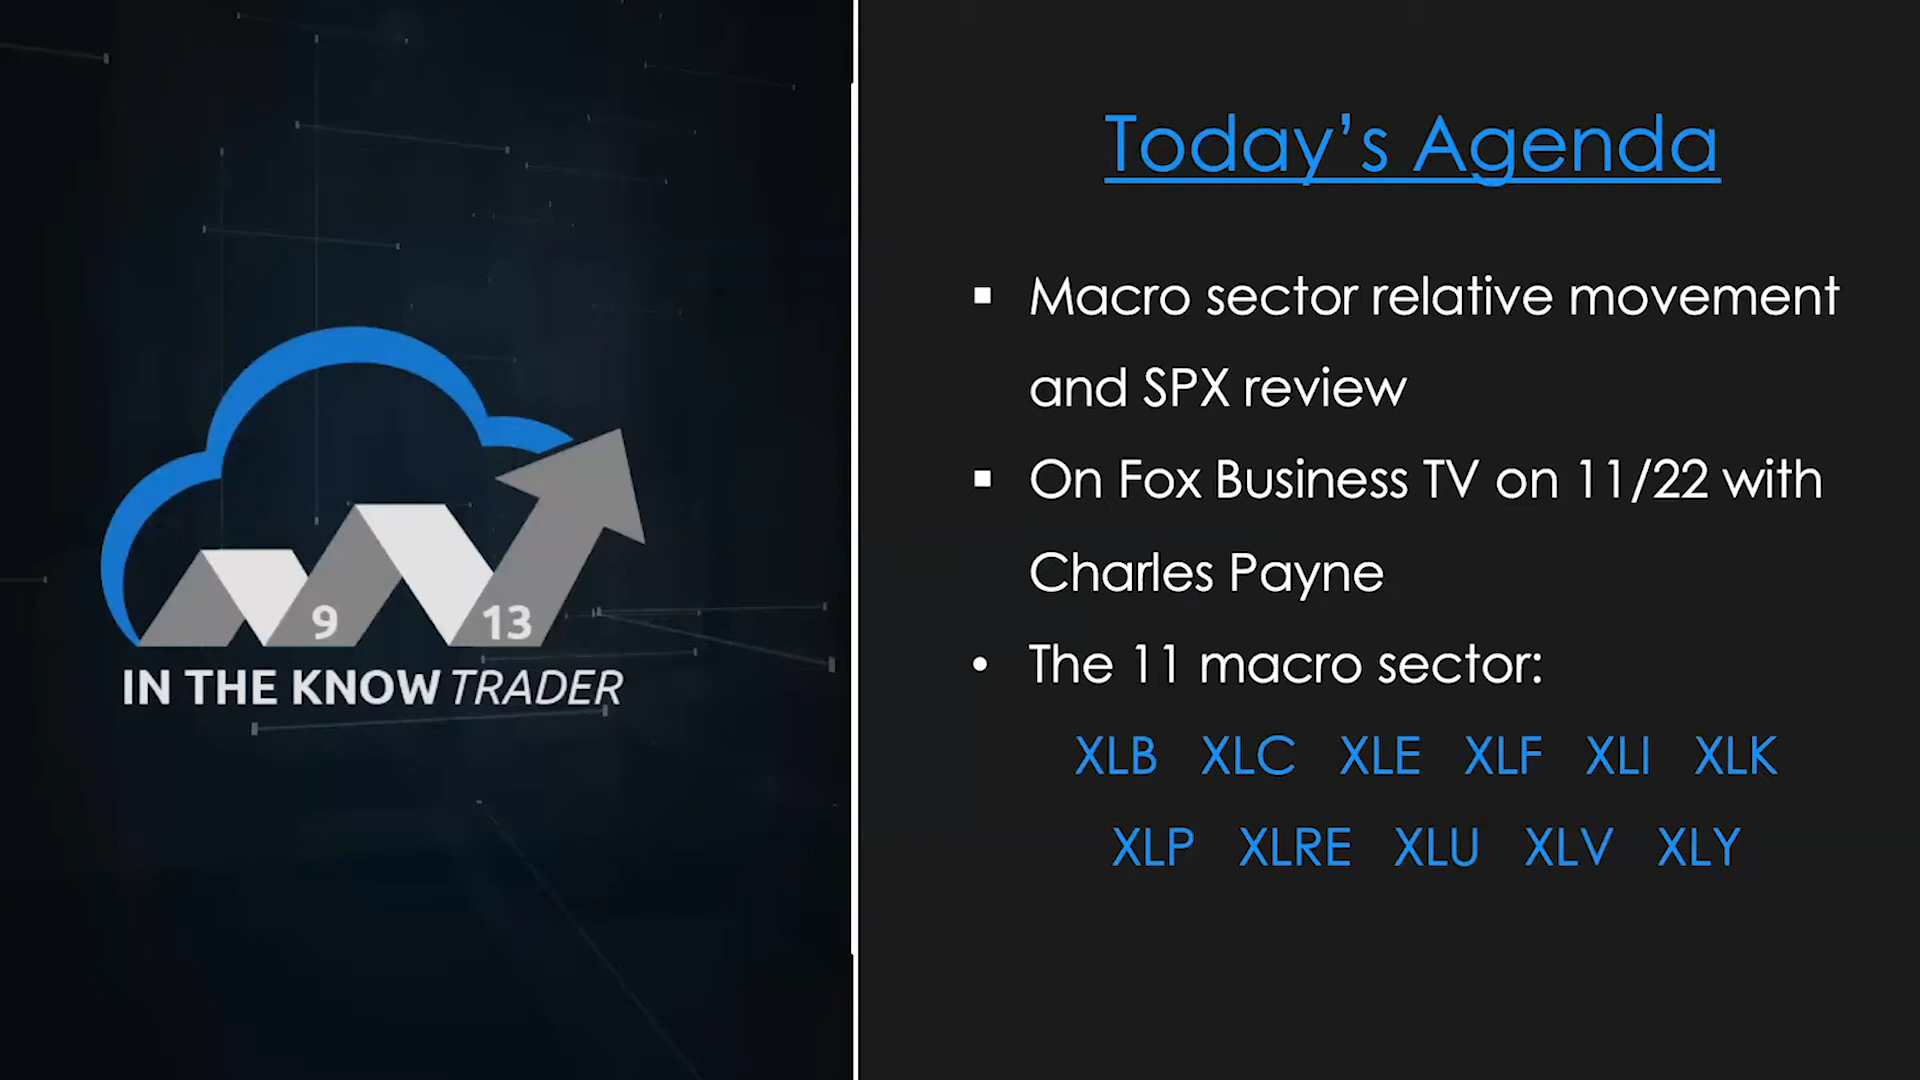 9 13
IN THE KNOW TRADER
Today’s Agenda
▪ Macro sector relative movement
and SPX review
▪ On Fox Business TV on 11/22 with
Charles Payne
• The 11 macro sector:
XLB XLC XLE XLF XLI XLK
XLP XLRE XLU XLV XLY